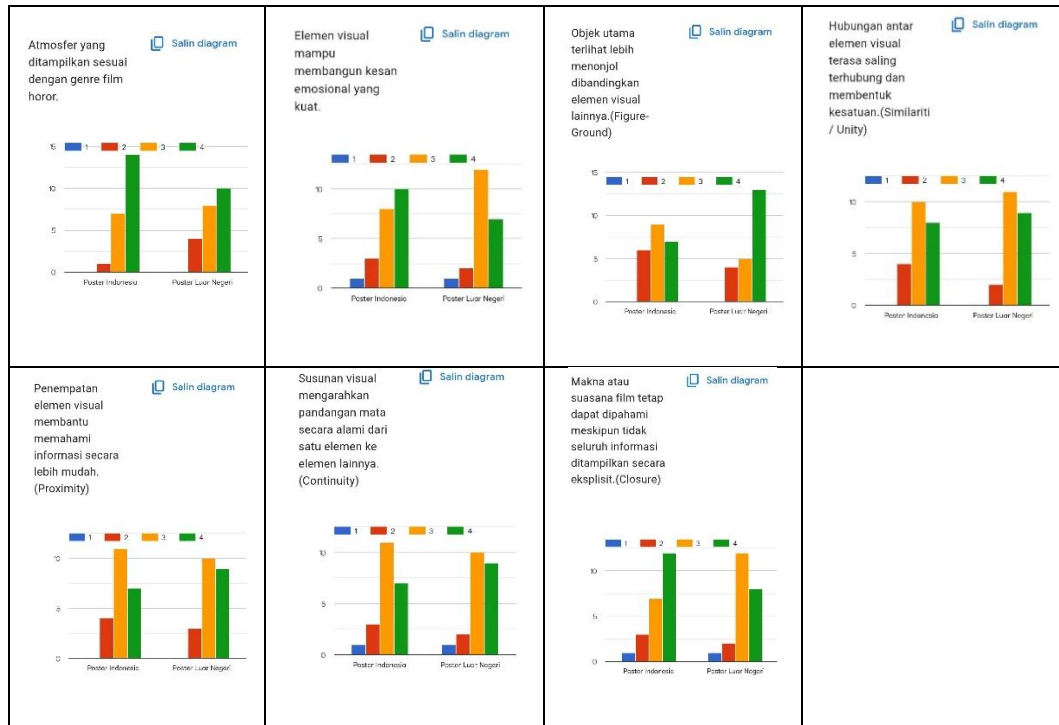 Atmosfer yang
ditampilkan sesuai
dengan genre film
horor.
Salin diagram
1 2 3 4
15
10
5
0
Poster Indonesia
Poster Luar Negeri
Elemen visual
mampu
membangun kesan
emosional yang
kuat.
Salin diagram
1 2 3 4
10
5
0
Poster Indonesia
Poster Luar Negeri
Objek utama
terlihat lebih
menonjol
dibandingkan
elemen visual
lainnya.(Figure-
Ground)
Salin diagram
15
1 2 3 4
10
5
0
Poster Indonesia
Poster Luar Negeri
Hubungan antar
elemen visual
terasa saling
terhubung dan
membentuk
kesatuan.(Similariti
/ Unity)
Salin diagram
1 2 3 4
10
5
0
Poster Indonesia
Poster Luar Negeri
Penempatan
elemen visual
membantu
memahami
informasi secara
lebih mudah.
(Proximity)
Salin diagram
1 2 3 4
10
5
0
Poster Indonesia
Poster Luar Negeri
Susunan visual
mengarahkan
pandangan mata
secara alami dari
satu elemen ke
elemen lainnya.
(Continuity)
Salin diagram
1 2 3 4
10
5
0
Poster Indonesia
Poster Luar Negeri
Makna atau
suasana film tetap
dapat dipahami
meskipun tidak
seluruh informasi
ditampilkan secara
eksplisit.(Closure)
Salin diagram
1 2 3 4
10
5
0
Poster Indonesia
Poster Luar Negeri